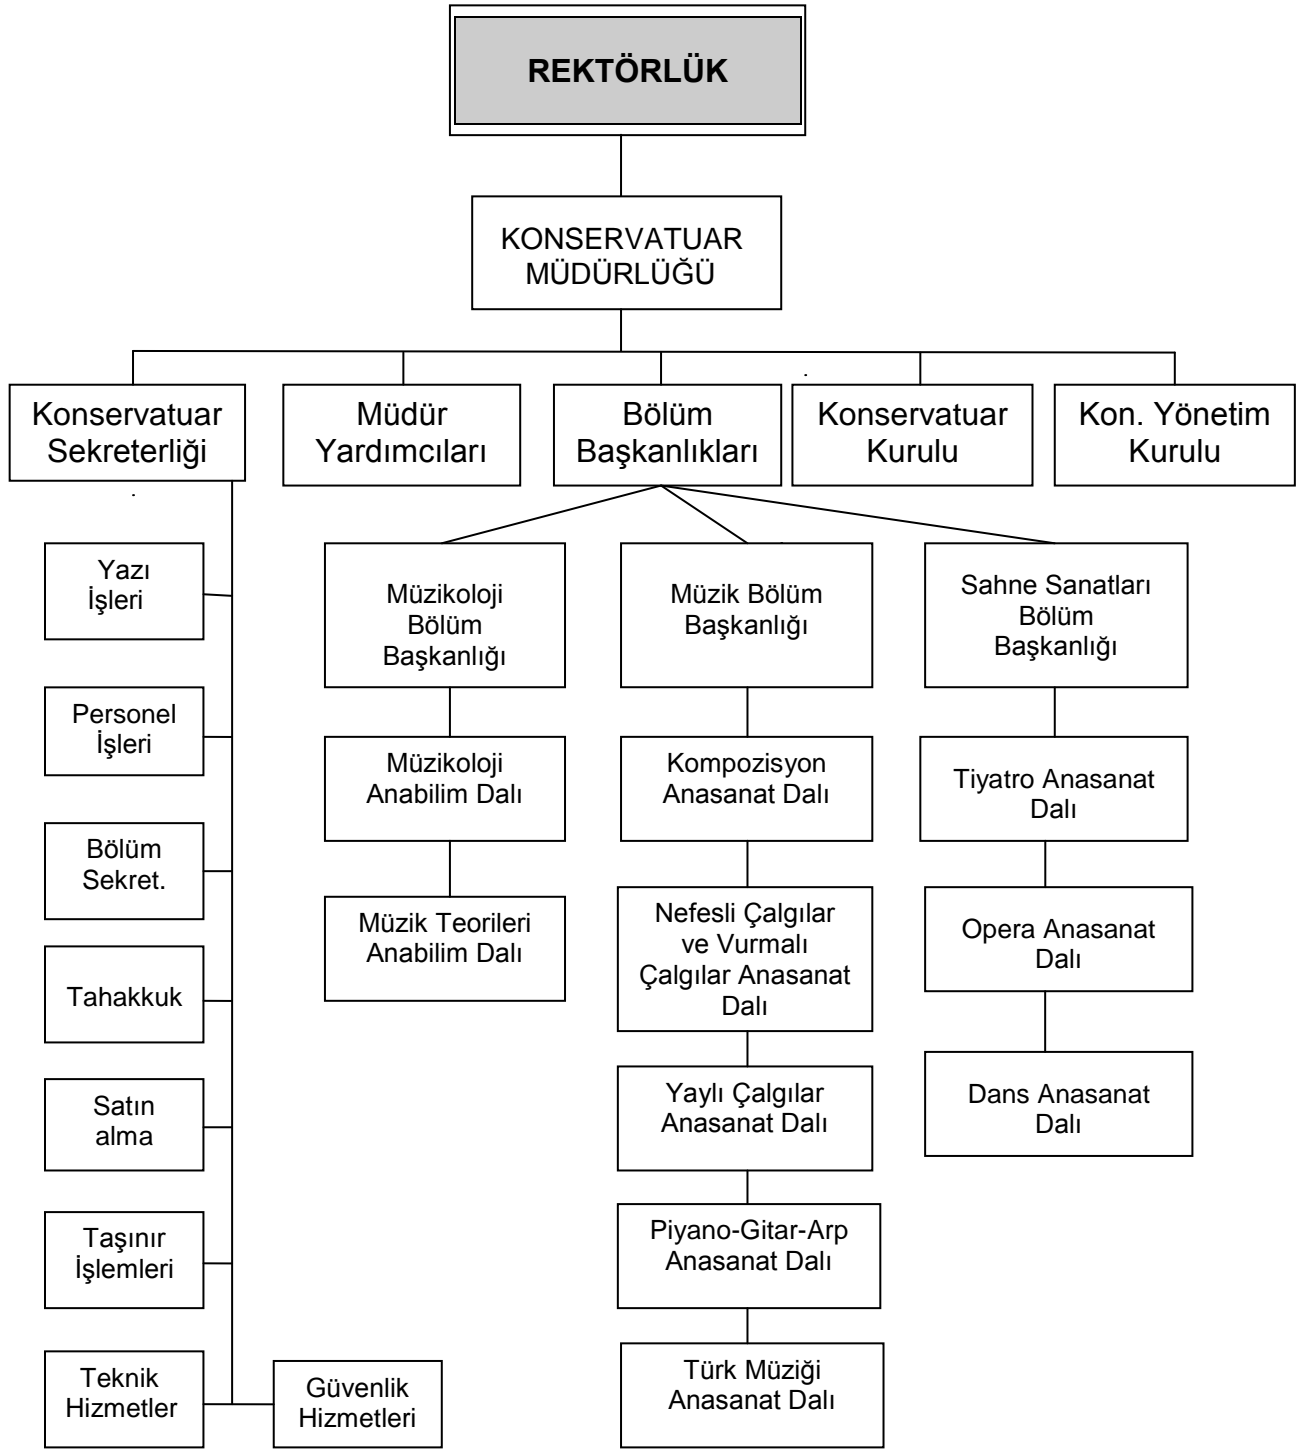 REKTÖRLÜK
KONSERVATUAR
MÜDÜRLÜĞÜ
Konservatuar
Sekreterliği
Müdür
Yardımcıları
Bölüm
Başkanlıkları
Konservatuar
Kurulu
Kon. Yönetim
Kurulu
Yazı
İşleri
Personel
İşleri
Bölüm
Sekret.
Tahakkuk
Satın
alma
Taşınır
İşlemleri
Teknik
Hizmetler
Güvenlik
Hizmetleri
Müzikoloji
Bölüm
Başkanlığı
Müzikoloji
Anabilim Dalı
Müzik Teorileri
Anabilim Dalı
Müzik Bölüm
Başkanlığı
Kompozisyon
Anasanat Dalı
Nefesli Çalgılar
ve Vurmalı
Çalgılar Anasanat
Dalı
Yaylı Çalgılar
Anasanat Dalı
Piyano-Gitar-Arp
Anasanat Dalı
Türk Müziği
Anasanat Dalı
Sahne Sanatları
Bölüm
Başkanlığı
Tiyatro Anasanat
Dalı
Opera Anasanat
Dalı
Dans Anasanat
Dalı